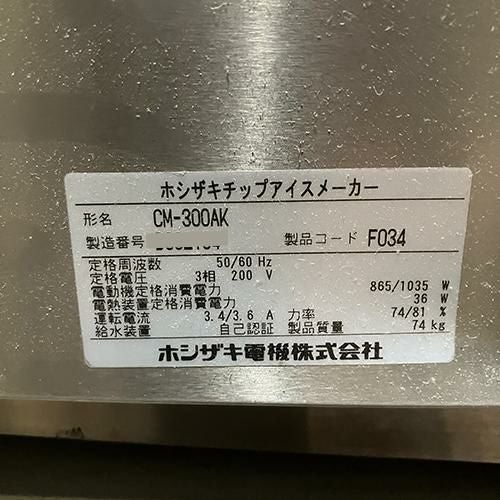 ホシザキチップアイスメーカー
形名 CM-300AK
製造番号 製品コード F034
定格周波数 50/60 Hz
定格電圧 3相 200 V
電動機定格消費電力 865/1035 W
電熱装置定格消費電力 36 W
運転電流 3.4/3.6 A 力率 74/81 %
給水装置 自己認証 製品質量 74 kg
ホシザキ電機株式会社